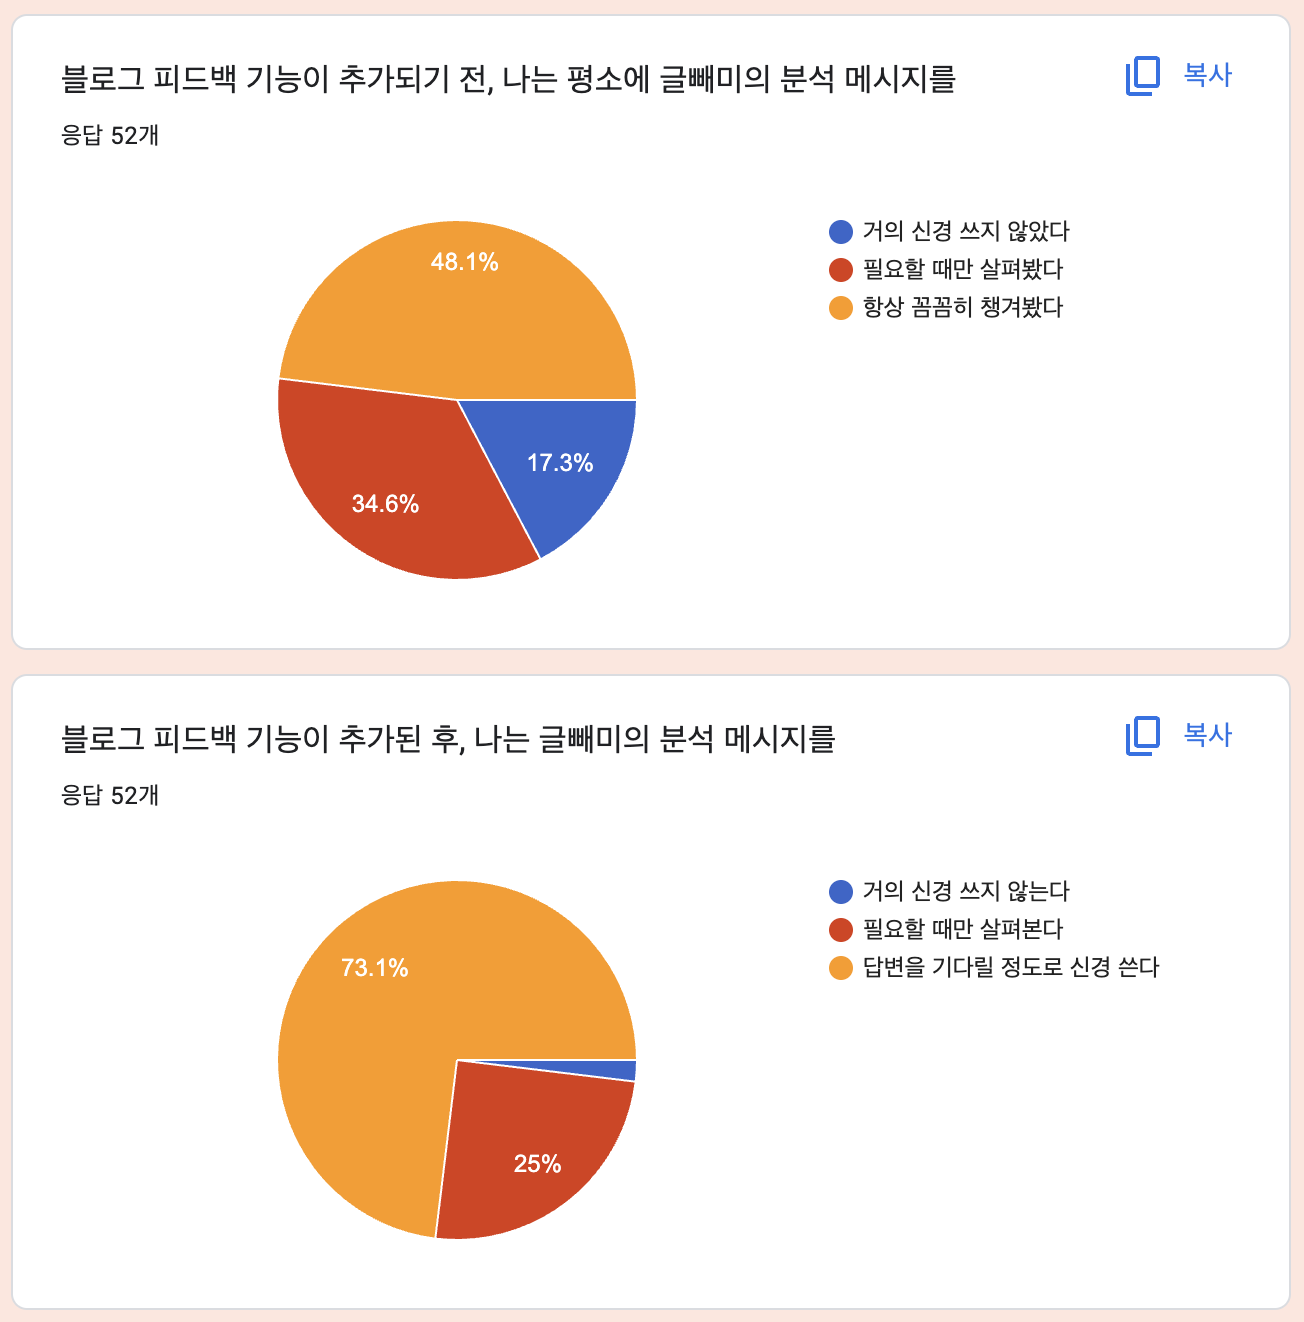 블로그 피드백 기능이 추가되기 전, 나는 평소에 글빼미의 분석 메시지를
복사
응답 52개
거의 신경 쓰지 않았다
필요할 때만 살펴봤다
항상 꼼꼼히 챙겨봤다
48.1%
17.3%
34.6%
블로그 피드백 기능이 추가된 후, 나는 글빼미의 분석 메시지를
복사
응답 52개
거의 신경 쓰지 않는다
필요할 때만 살펴본다
답변을 기다릴 정도로 신경 쓴다
73.1%
25%